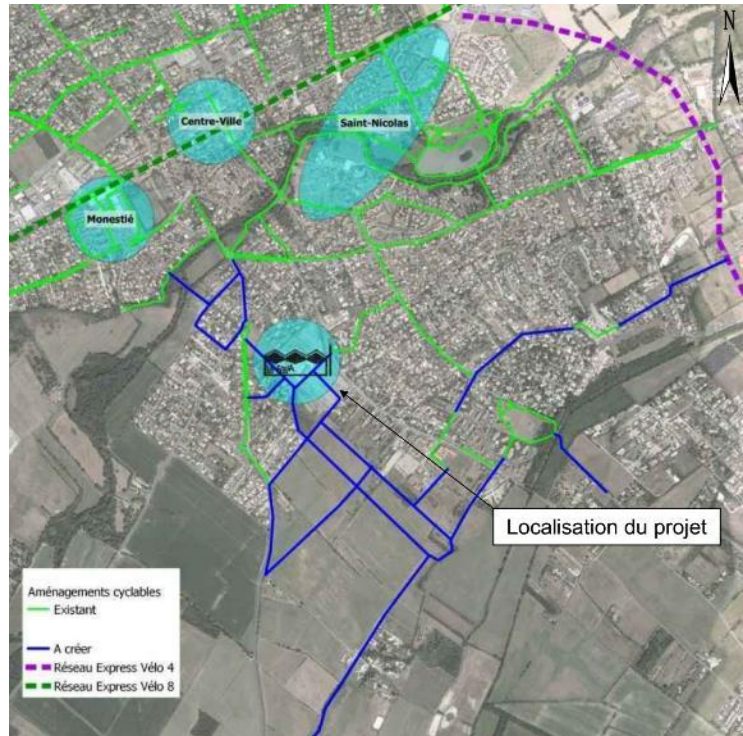 N
Centre-Ville
Saint-Nicolas
Monestié
Localisation du projet
Aménagements cyclables
Existant
A créer
Réseau Express Vélo 4
Réseau Express Vélo 8